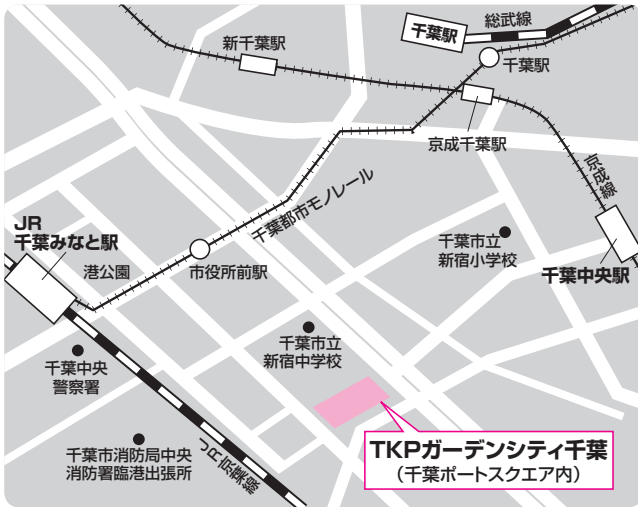 総武線
千葉駅
新千葉駅
千葉駅
京成千葉駅
京成線
千葉都市モノレール
JR
千葉みなと駅
港公園
市役所前駅
千葉市立
新宿小学校
千葉中央駅
千葉市立
新宿中学校
千葉中央
警察署
千葉市消防局中央
消防署臨港出張所
JR京葉線
TKPガーデンシティ千葉
(千葉ポートスクエア内)